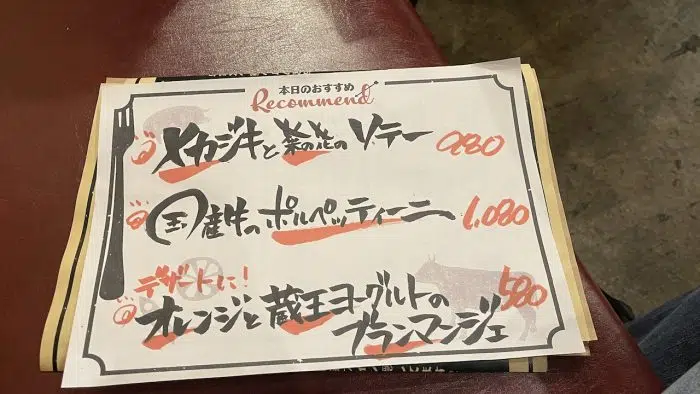 本日のおすすめ
Recommend
メカジキと菜の花のソテー 980
国産牛のポルペッティーニ 1,080
デザートに!
オレンジと蔵王ヨーグルトの 580
ブランマンジェ